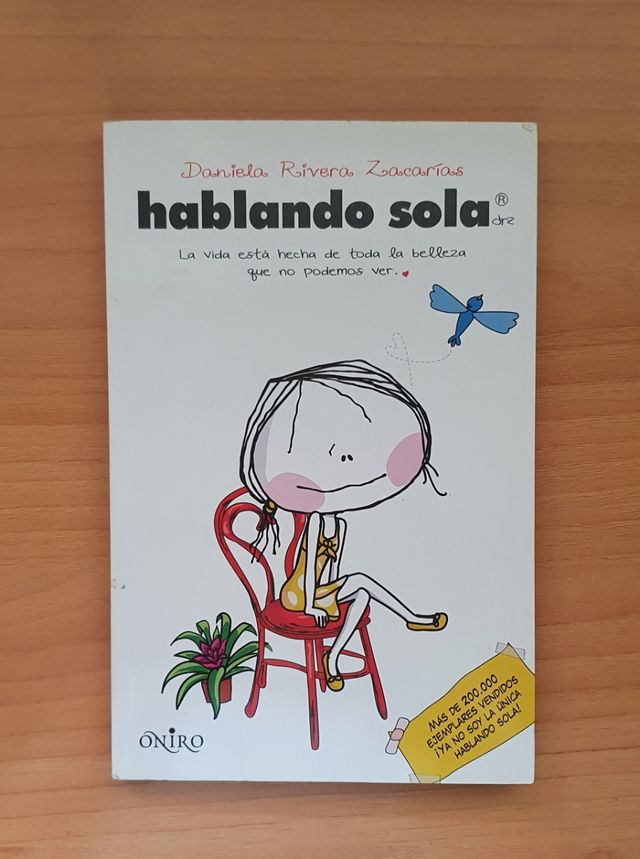 Daniela Rivera Zacarías
hablando sola®
drz
La vida está hecha de toda la belleza
que no podemos ver.
MÁS DE 200.000
EJEMPLARES VENDIDOS
¡YA NO SOY LA ÚNICA
HABLANDO SOLA!
ONIRO